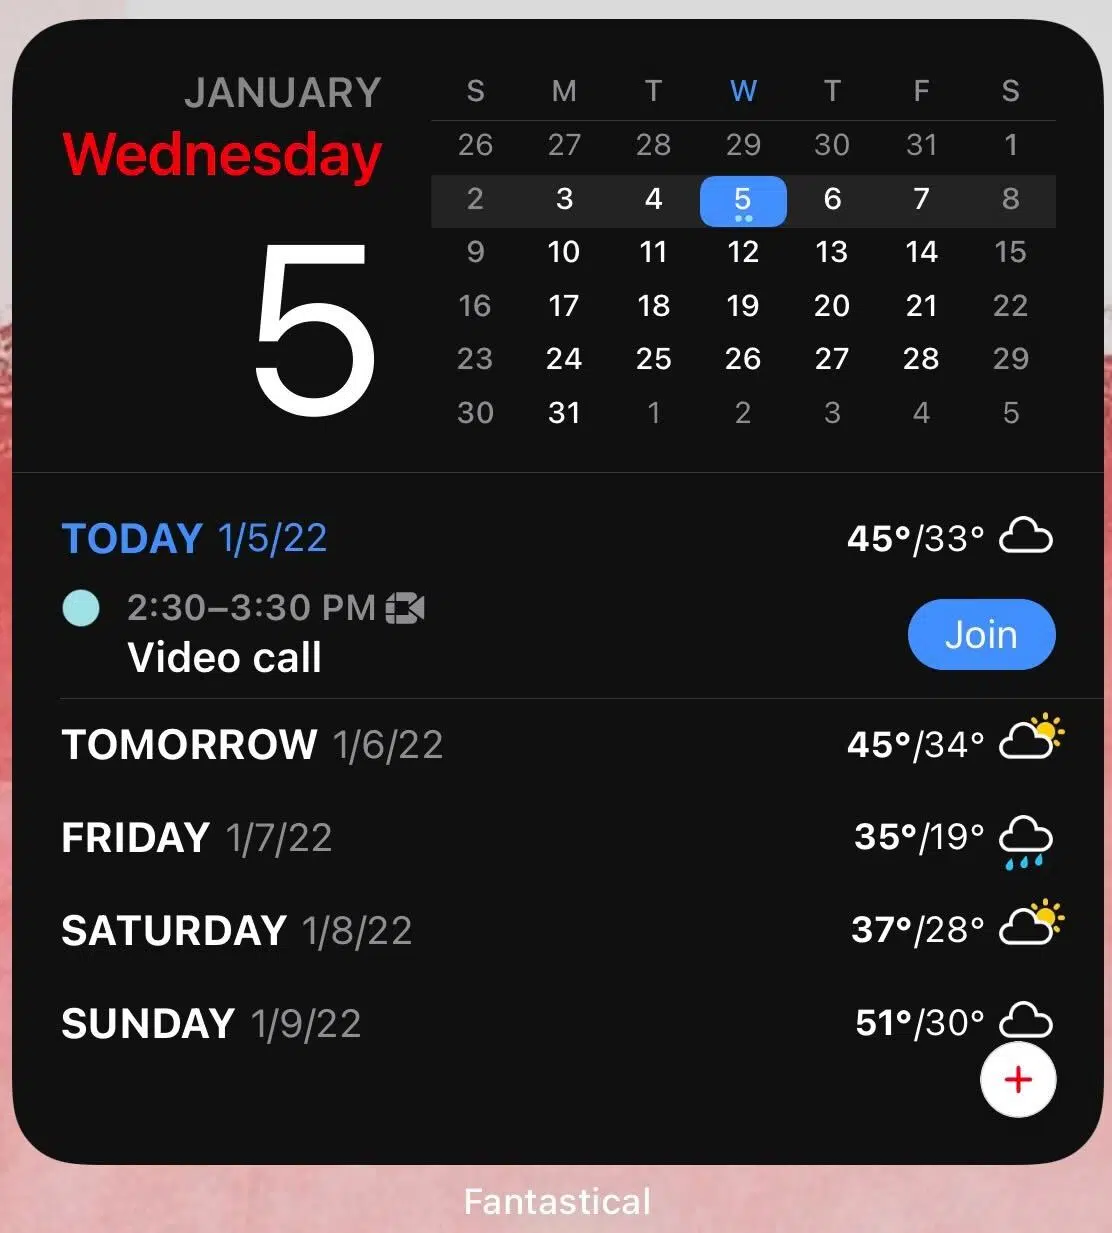 JANUARY
Wednesday
5
S M T W T F S
26 27 28 29 30 31 1
2 3 4 5 6 7 8
9 10 11 12 13 14 15
16 17 18 19 20 21 22
23 24 25 26 27 28 29
30 31 1 2 3 4 5
TODAY 1/5/22 45°/33°
2:30–3:30 PM
Video call
Join
TOMORROW 1/6/22 45°/34°
FRIDAY 1/7/22 35°/19°
SATURDAY 1/8/22 37°/28°
SUNDAY 1/9/22 51°/30°
+
Fantastical